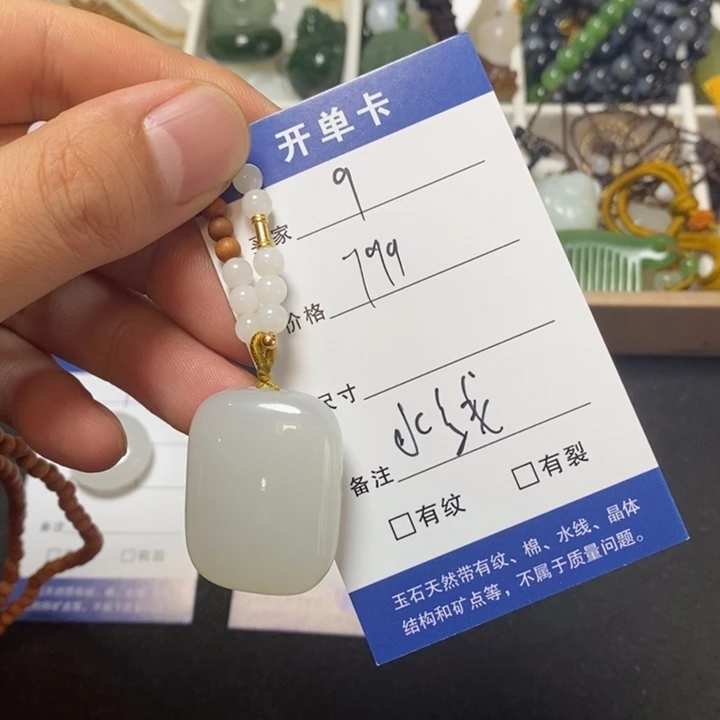 开单卡
买家 9
价格 799
尺寸
备注 水线
□有纹 □有裂
玉石天然带有纹、棉、水线、晶体
结构和矿点等，不属于质量问题。